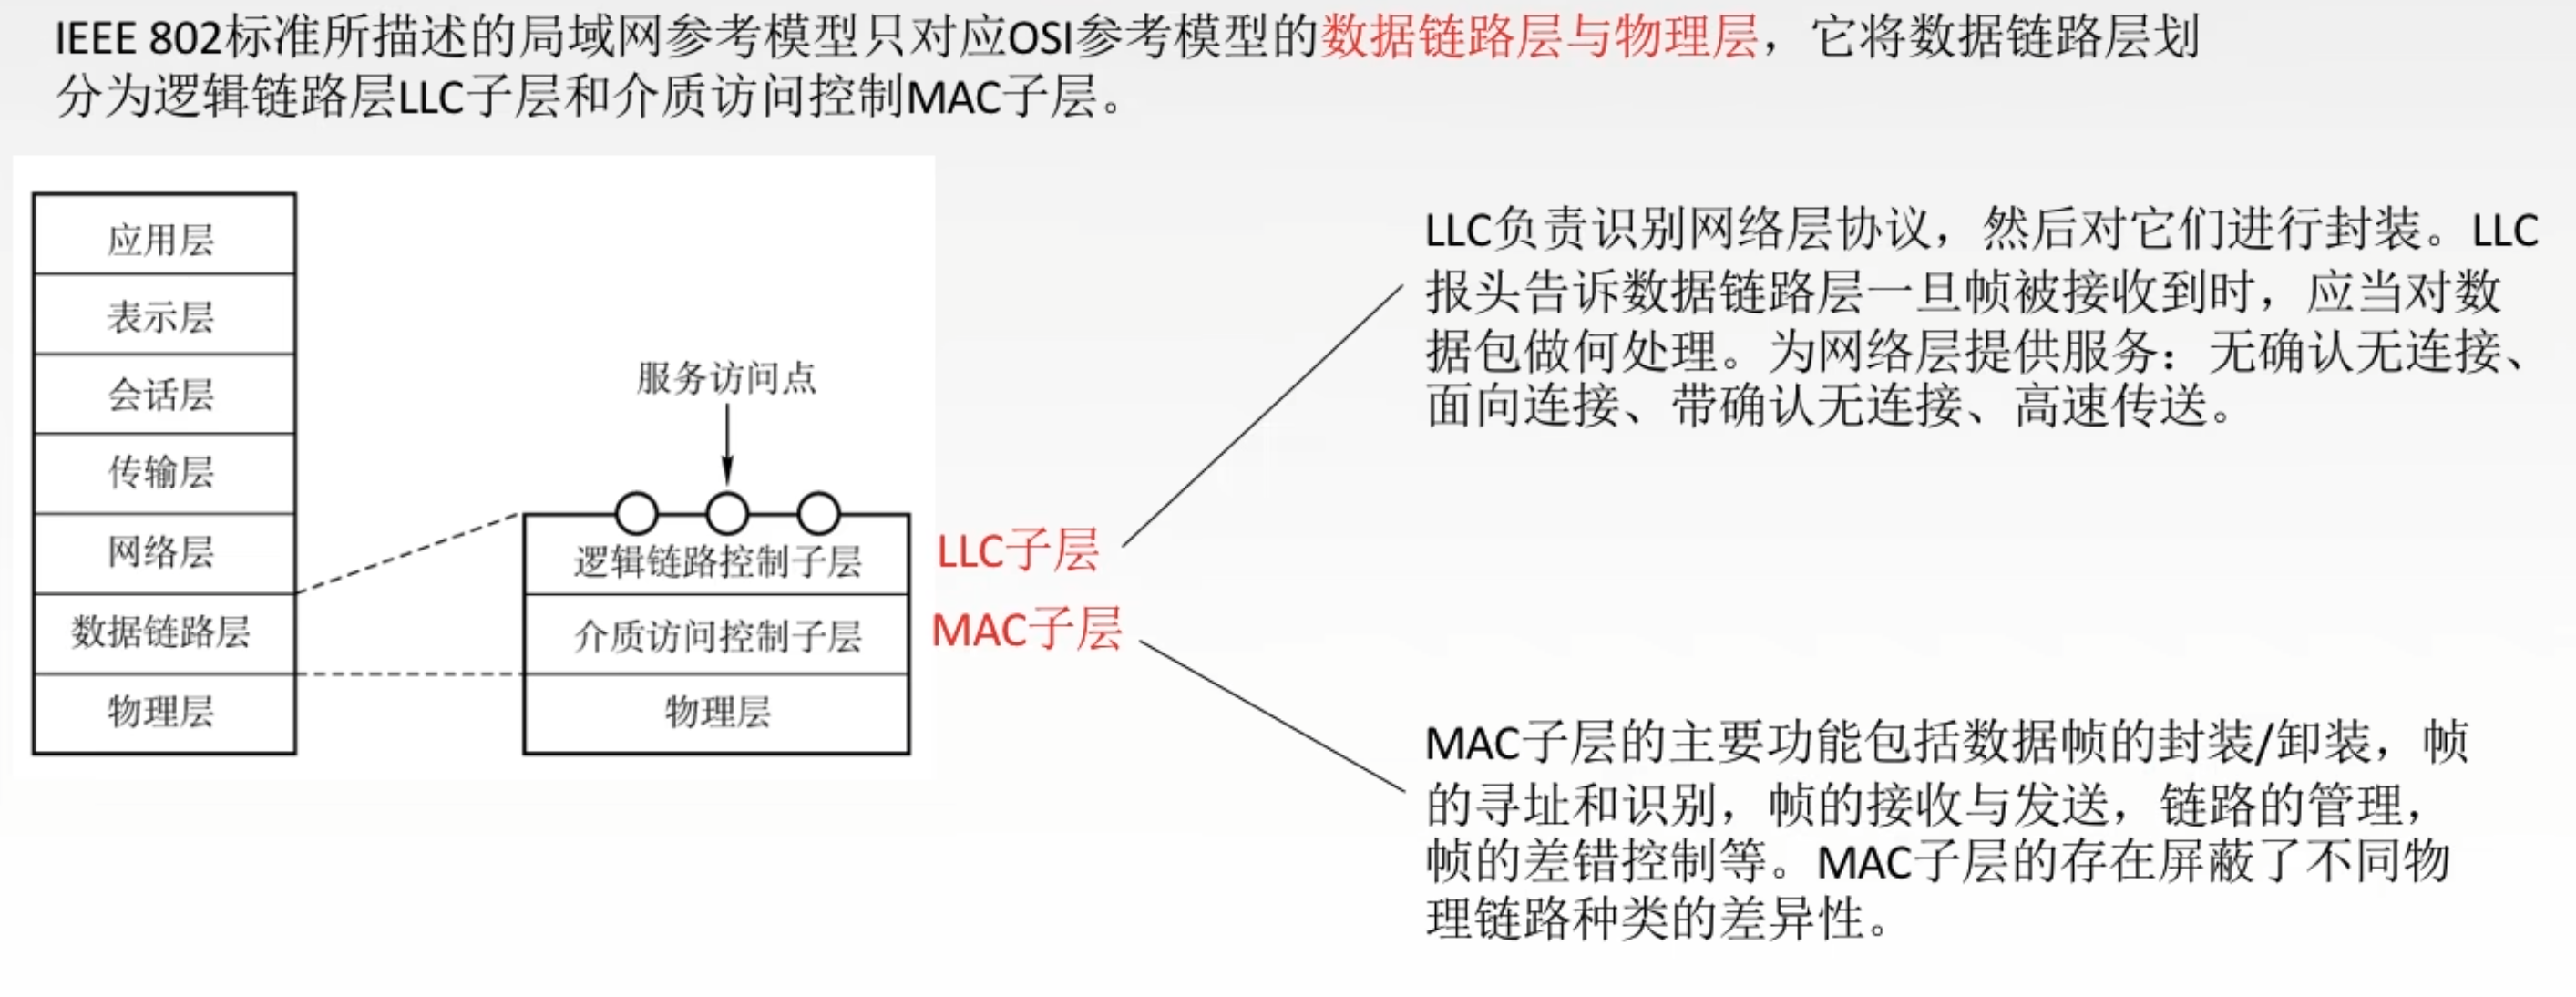 IEEE 802标准所描述的局域网参考模型只对应OSI参考模型的数据链路层与物理层，它将数据链路层划
分为逻辑链路层LLC子层和介质访问控制MAC子层。
应用层
表示层
会话层
传输层
网络层
数据链路层
物理层
服务访问点
逻辑链路控制子层
介质访问控制子层
物理层
LLC子层
MAC子层
LLC负责识别网络层协议，然后对它们进行封装。LLC
报头告诉数据链路层一旦帧被接收到时，应当对数
据包做何处理。为网络层提供服务：无确认无连接、
面向连接、带确认无连接、高速传送。
MAC子层的主要功能包括数据帧的封装/卸装，帧
的寻址和识别，帧的接收与发送，链路的管理，
帧的差错控制等。MAC子层的存在屏蔽了不同物
理链路种类的差异性。